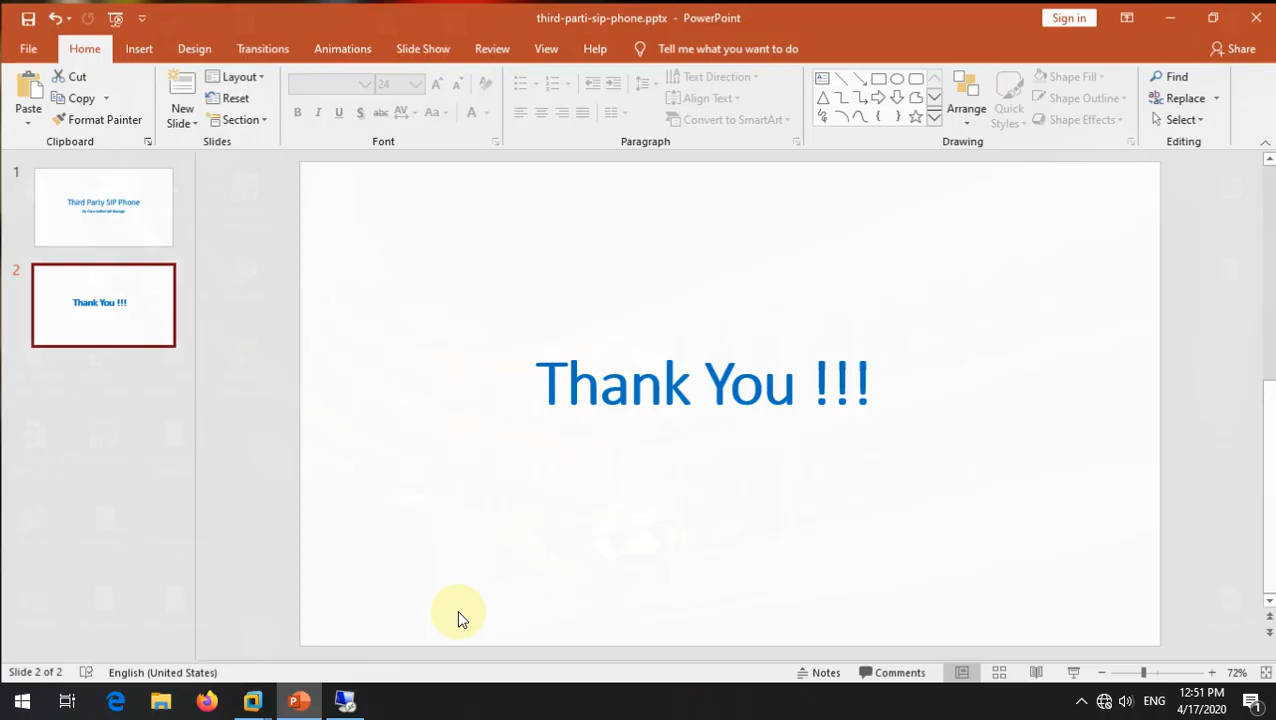 third-parti-sip-phone.pptx - PowerPoint
Sign in
File Home Insert Design Transitions Animations Slide Show Review View Help Tell me what you want to do Share
Paste
Cut
Copy
Format Painter
Clipboard
New Slide
Layout
Reset
Section
Slides
24
B I U S abc AV Aa A
Font
Text Direction
Align Text
Convert to SmartArt
Paragraph
Arrange
Quick Styles
Shape Fill
Shape Outline
Shape Effects
Drawing
Find
Replace
Select
Editing
1
Third Party SIP Phone
2
Thank You !!!
Thank You !!!
Slide 2 of 2 English (United States) Notes Comments 72%
ENG 12:51 PM
4/17/2020
1